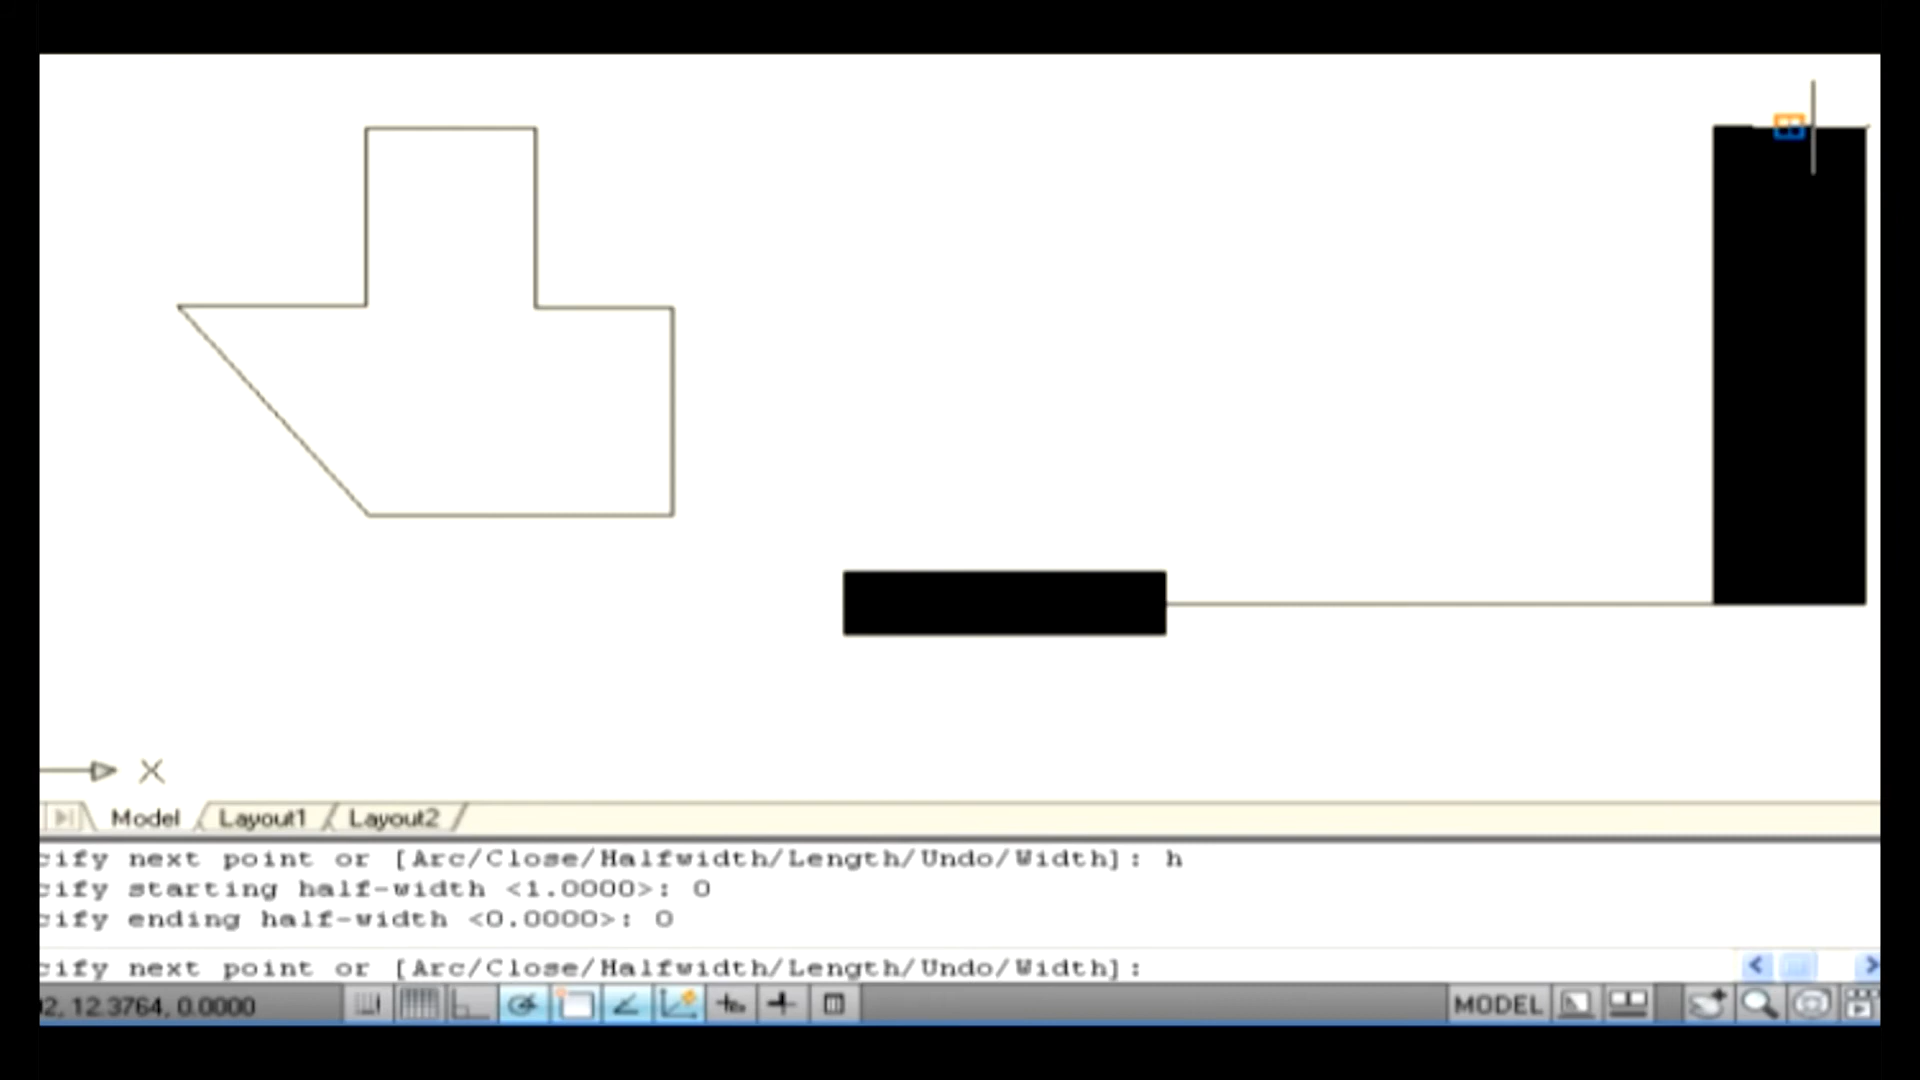 X
Model Layout1 Layout2
cify next point or [Arc/Close/Halfwidth/Length/Undo/Width]: h
cify starting half-width <1.0000>: 0
cify ending half-width <0.0000>: 0
cify next point or [Arc/Close/Halfwidth/Length/Undo/Width]:
02, 12.3764, 0.0000 MODEL